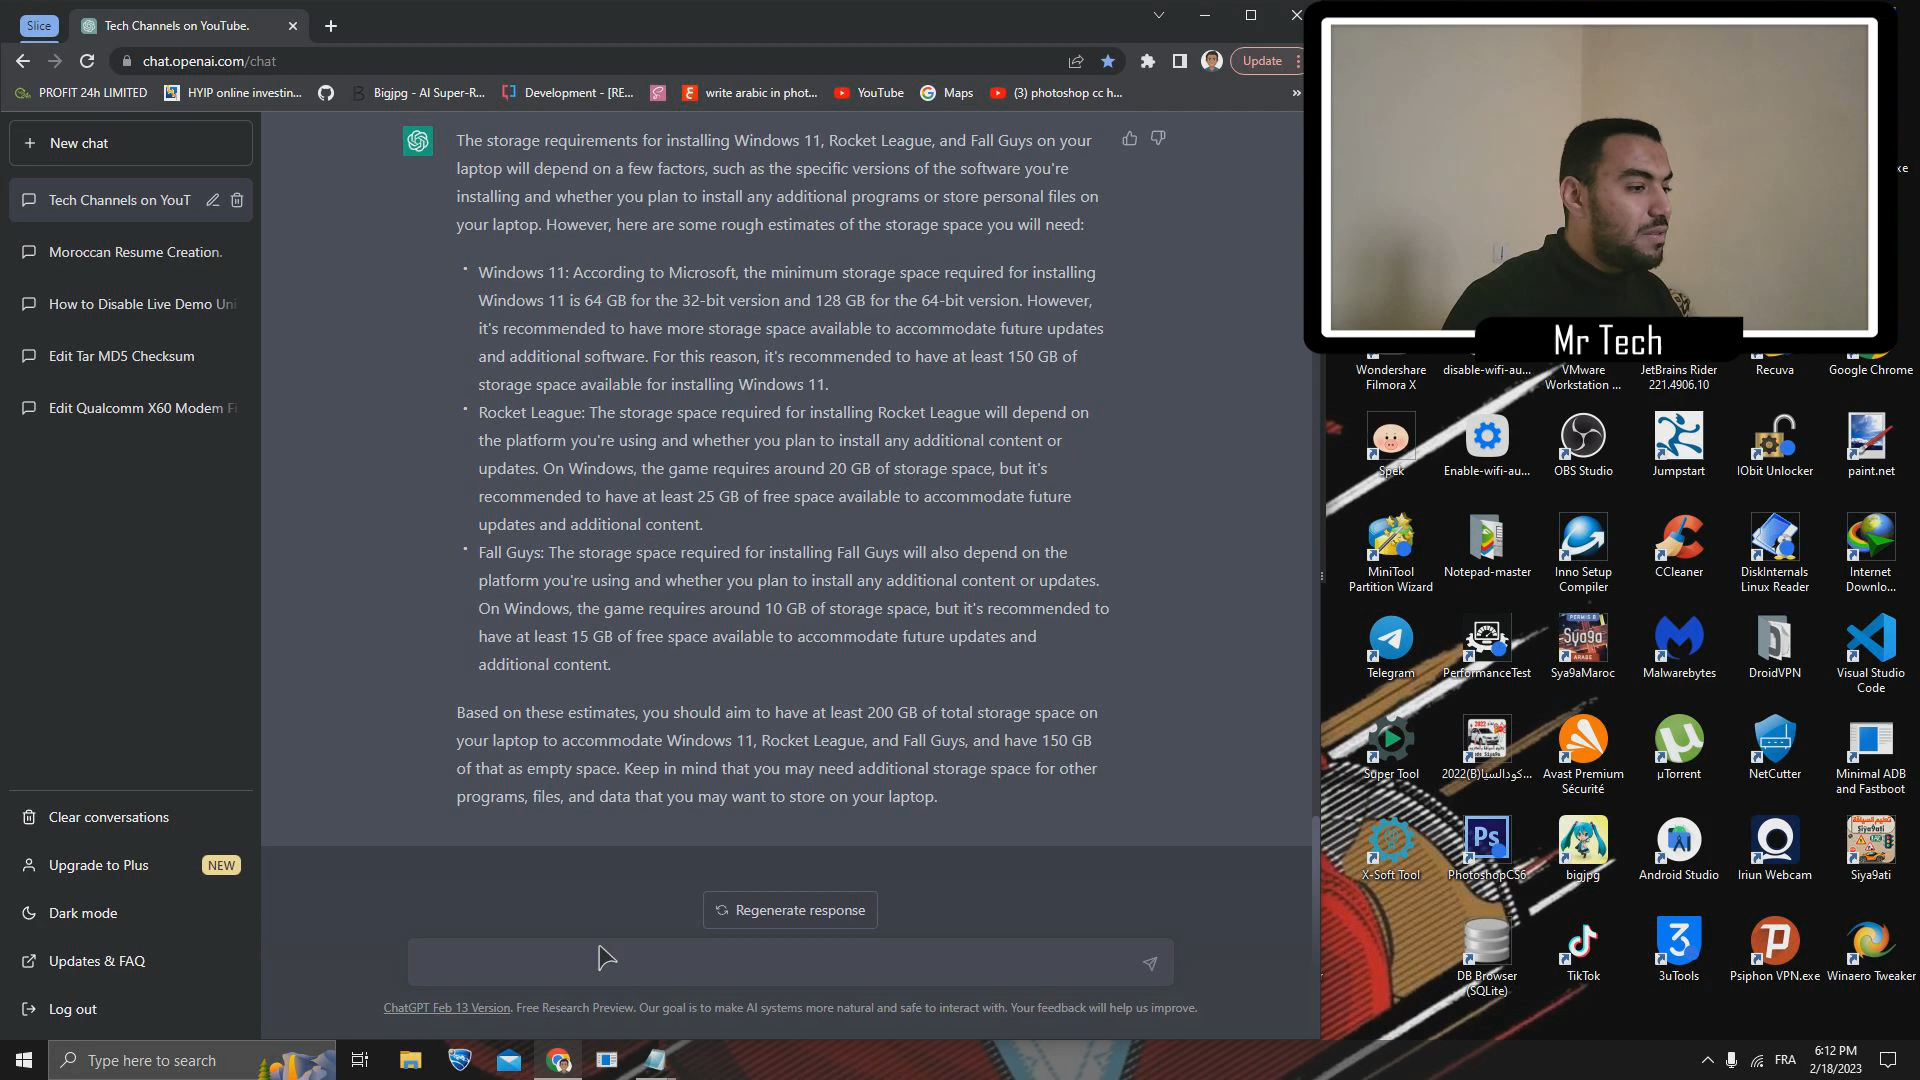 Slice
Tech Channels on YouTube.
chat.openai.com/chat
Update
PROFIT 24h LIMITED
HYIP online investin...
Bigjpg - AI Super-R...
Development - [RE...
write arabic in phot...
YouTube
Maps
(3) photoshop cc h...
»
New chat
Tech Channels on YouT
Moroccan Resume Creation.
How to Disable Live Demo Uni
Edit Tar MD5 Checksum
Edit Qualcomm X60 Modem Fi
Clear conversations
Upgrade to Plus
NEW
Dark mode
Updates & FAQ
Log out
The storage requirements for installing Windows 11, Rocket League, and Fall Guys on your
laptop will depend on a few factors, such as the specific versions of the software you're
installing and whether you plan to install any additional programs or store personal files on
your laptop. However, here are some rough estimates of the storage space you will need:
• Windows 11: According to Microsoft, the minimum storage space required for installing
Windows 11 is 64 GB for the 32-bit version and 128 GB for the 64-bit version. However,
it's recommended to have more storage space available to accommodate future updates
and additional software. For this reason, it's recommended to have at least 150 GB of
storage space available for installing Windows 11.
• Rocket League: The storage space required for installing Rocket League will depend on
the platform you're using and whether you plan to install any additional content or
updates. On Windows, the game requires around 20 GB of storage space, but it's
recommended to have at least 25 GB of free space available to accommodate future
updates and additional content.
• Fall Guys: The storage space required for installing Fall Guys will also depend on the
platform you're using and whether you plan to install any additional content or updates.
On Windows, the game requires around 10 GB of storage space, but it's recommended to
have at least 15 GB of free space available to accommodate future updates and
additional content.
Based on these estimates, you should aim to have at least 200 GB of total storage space on
your laptop to accommodate Windows 11, Rocket League, and Fall Guys, and have 150 GB
of that as empty space. Keep in mind that you may need additional storage space for other
programs, files, and data that you may want to store on your laptop.
Regenerate response
ChatGPT Feb 13 Version. Free Research Preview. Our goal is to make AI systems more natural and safe to interact with. Your feedback will help us improve.
Mr Tech
xe
Wondershare
Filmora X
disable-wifi-au...
VMware
Workstation ...
JetBrains Rider
221.4906.10
Recuva
Google Chrome
Spek
Enable-wifi-au...
OBS Studio
Jumpstart
IObit Unlocker
paint.net
MiniTool
Partition Wizard
Notepad-master
Inno Setup
Compiler
CCleaner
DiskInternals
Linux Reader
Internet
Downlo...
Telegram
PerformanceTest
Sya9aMaroc
Malwarebytes
DroidVPN
Visual Studio
Code
Super Tool
2022(B)كودالسيا...
Avast Premium
Sécurité
µTorrent
NetCutter
Minimal ADB
and Fastboot
X-Soft Tool
Ps
PhotoshopCS6
bigjpg
Android Studio
Iriun Webcam
Siya9ati
DB Browser
(SQLite)
TikTok
3uTools
Psiphon VPN.exe
Winaero Tweaker
Type here to search
FRA
6:12 PM
2/18/2023